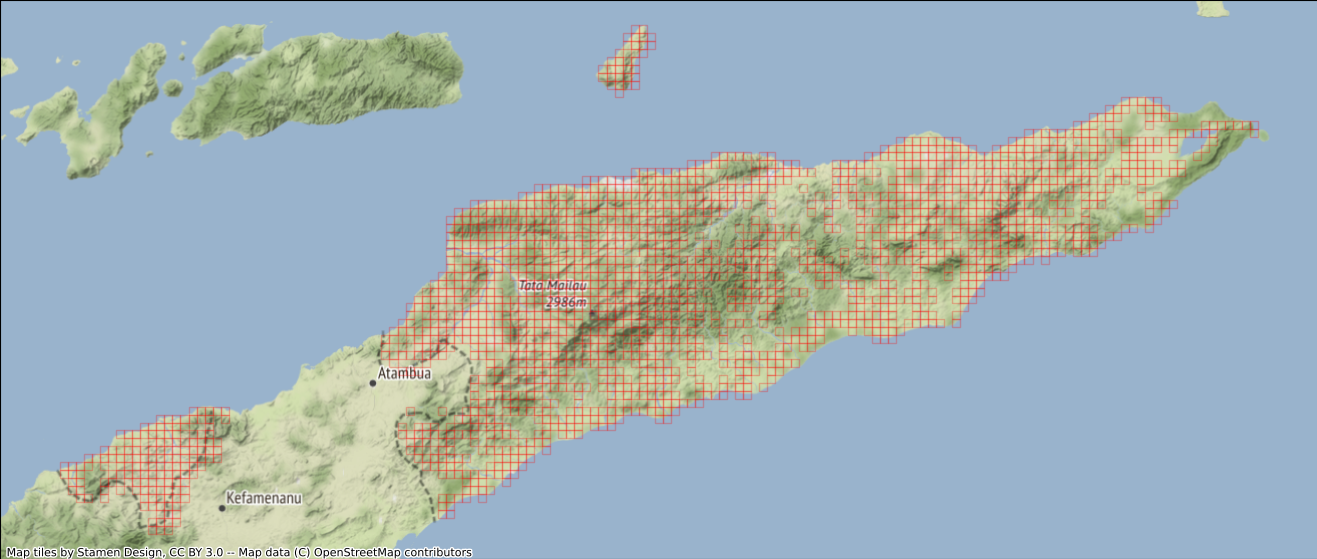 Tata Mailau
2986m
Atambua
Kefamenanu
Map tiles by Stamen Design, CC BY 3.0 -- Map data (C) OpenStreetMap contributors